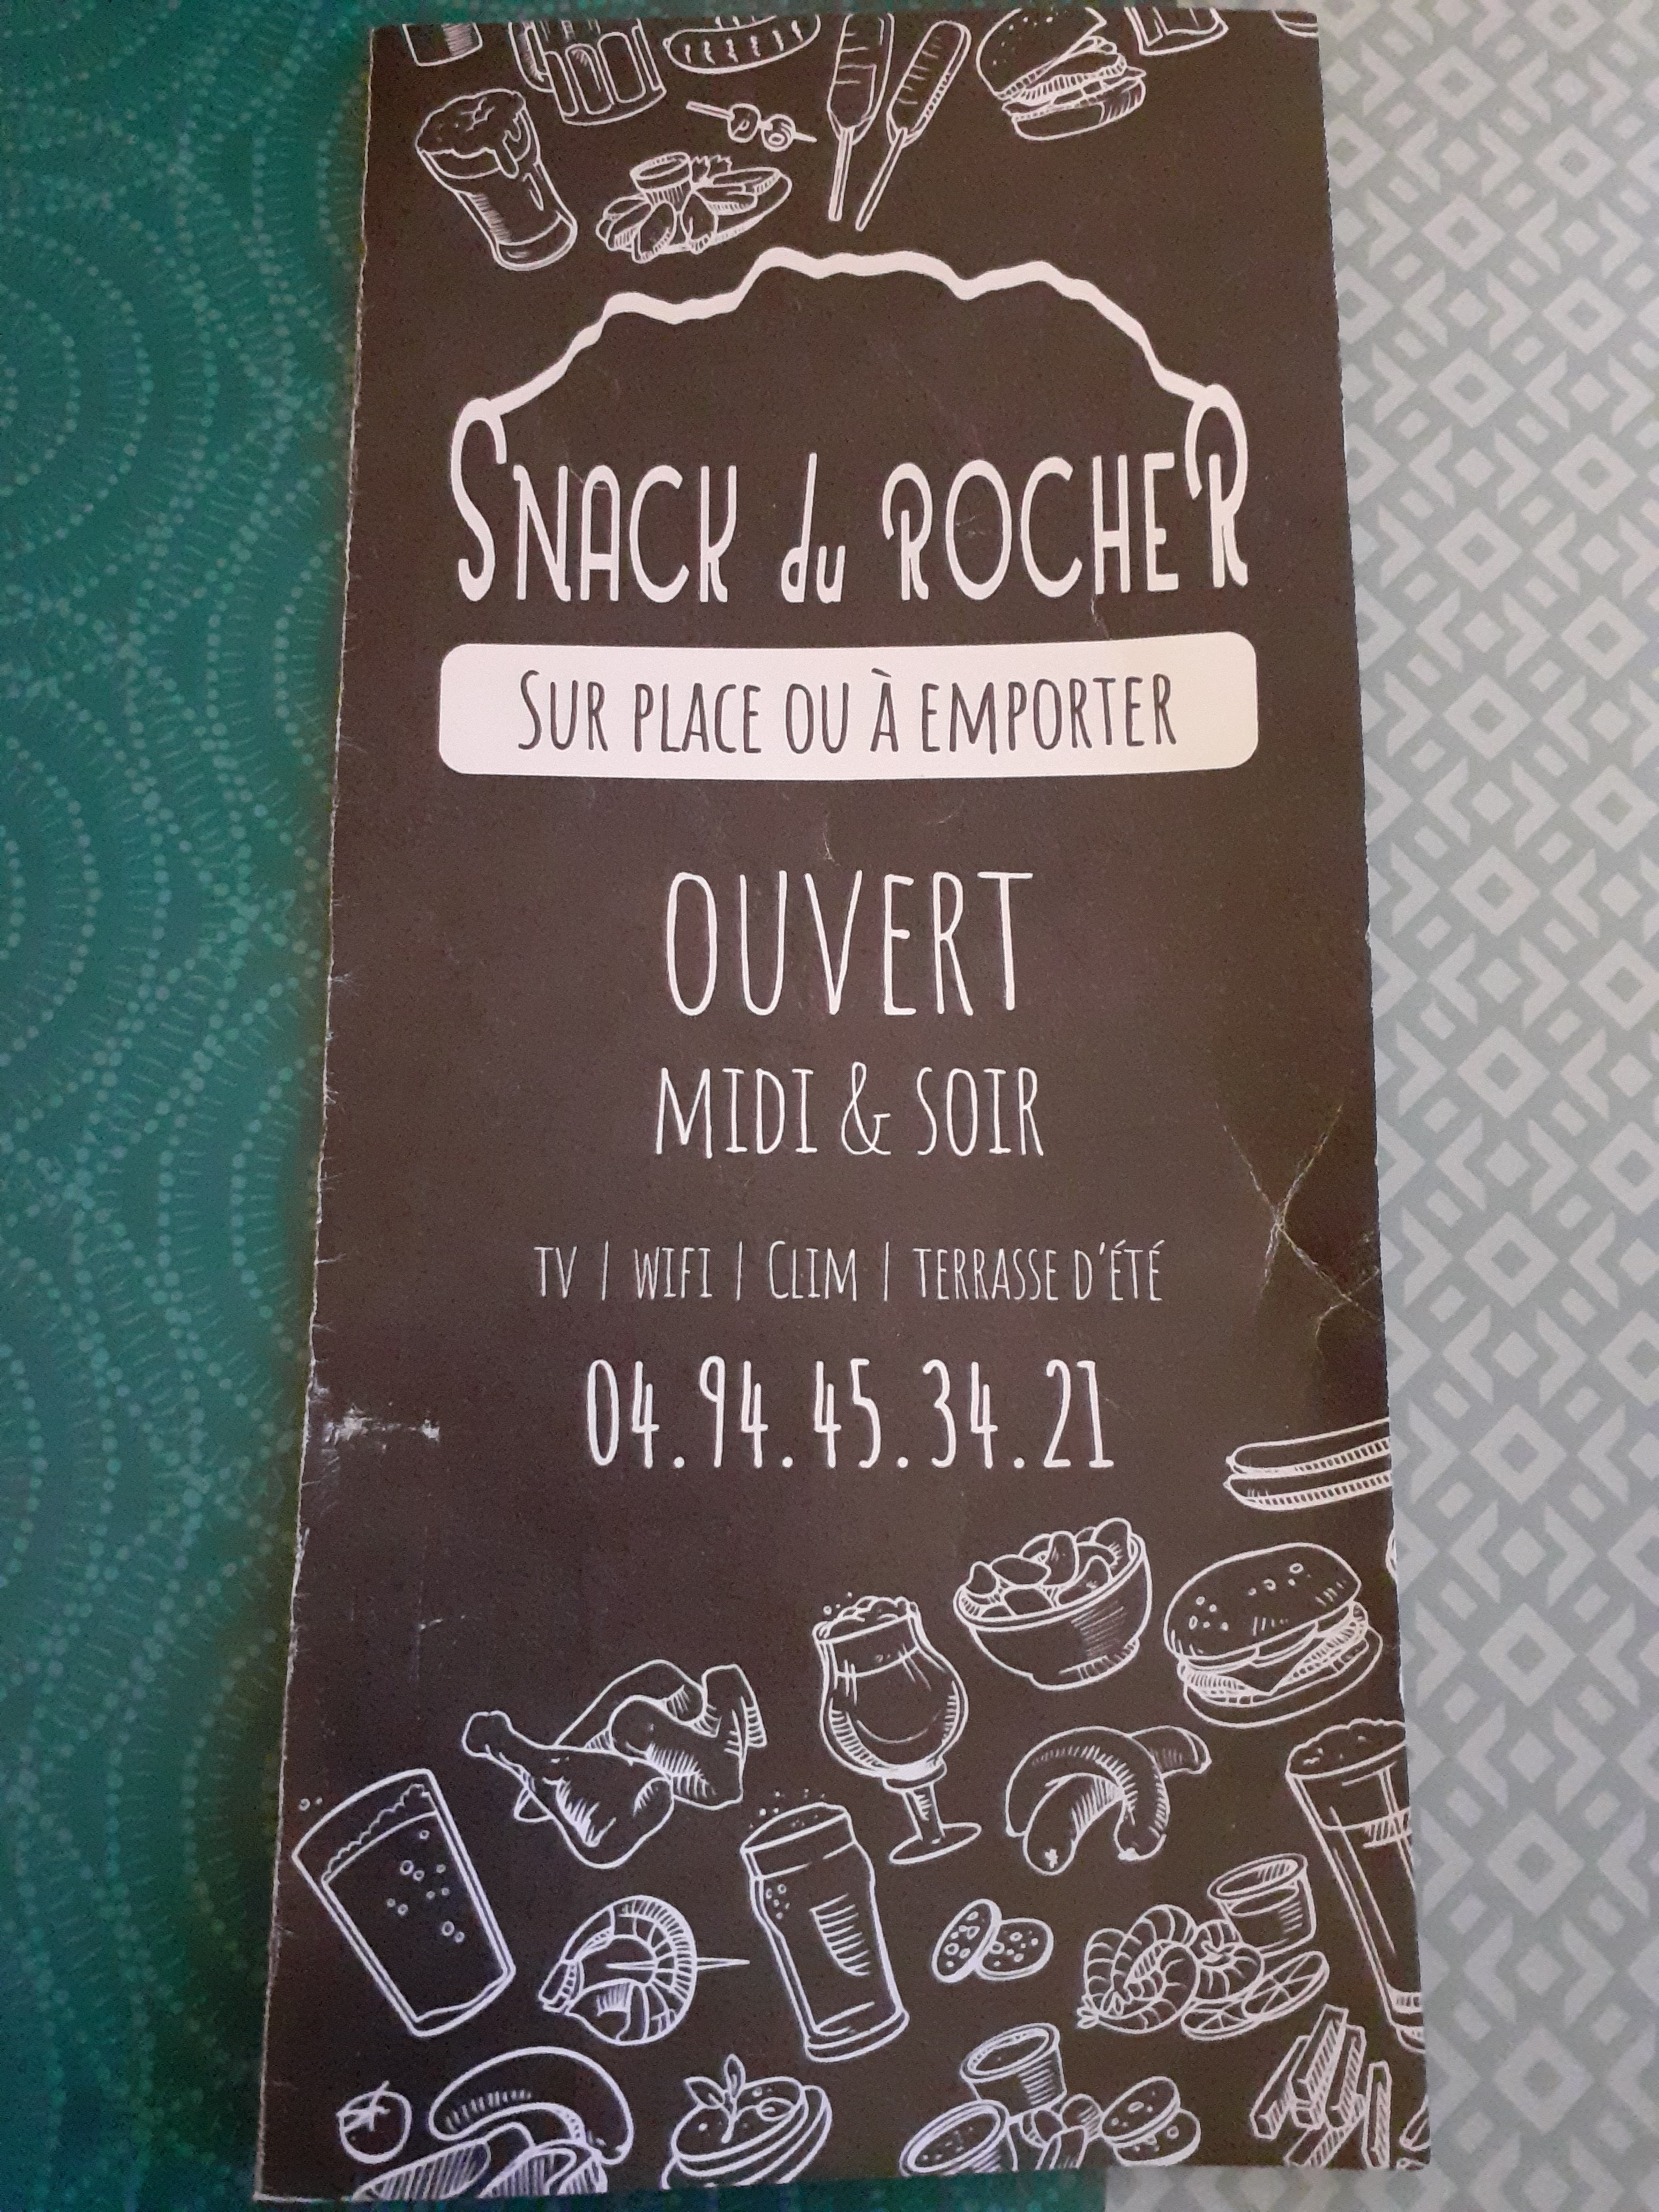 SNACK du ROCHER
SUR PLACE OU À EMPORTER
OUVERT
MIDI & SOIR
TV | WIFI | CLIM | TERRASSE D'ÉTÉ
04.94.45.34.21